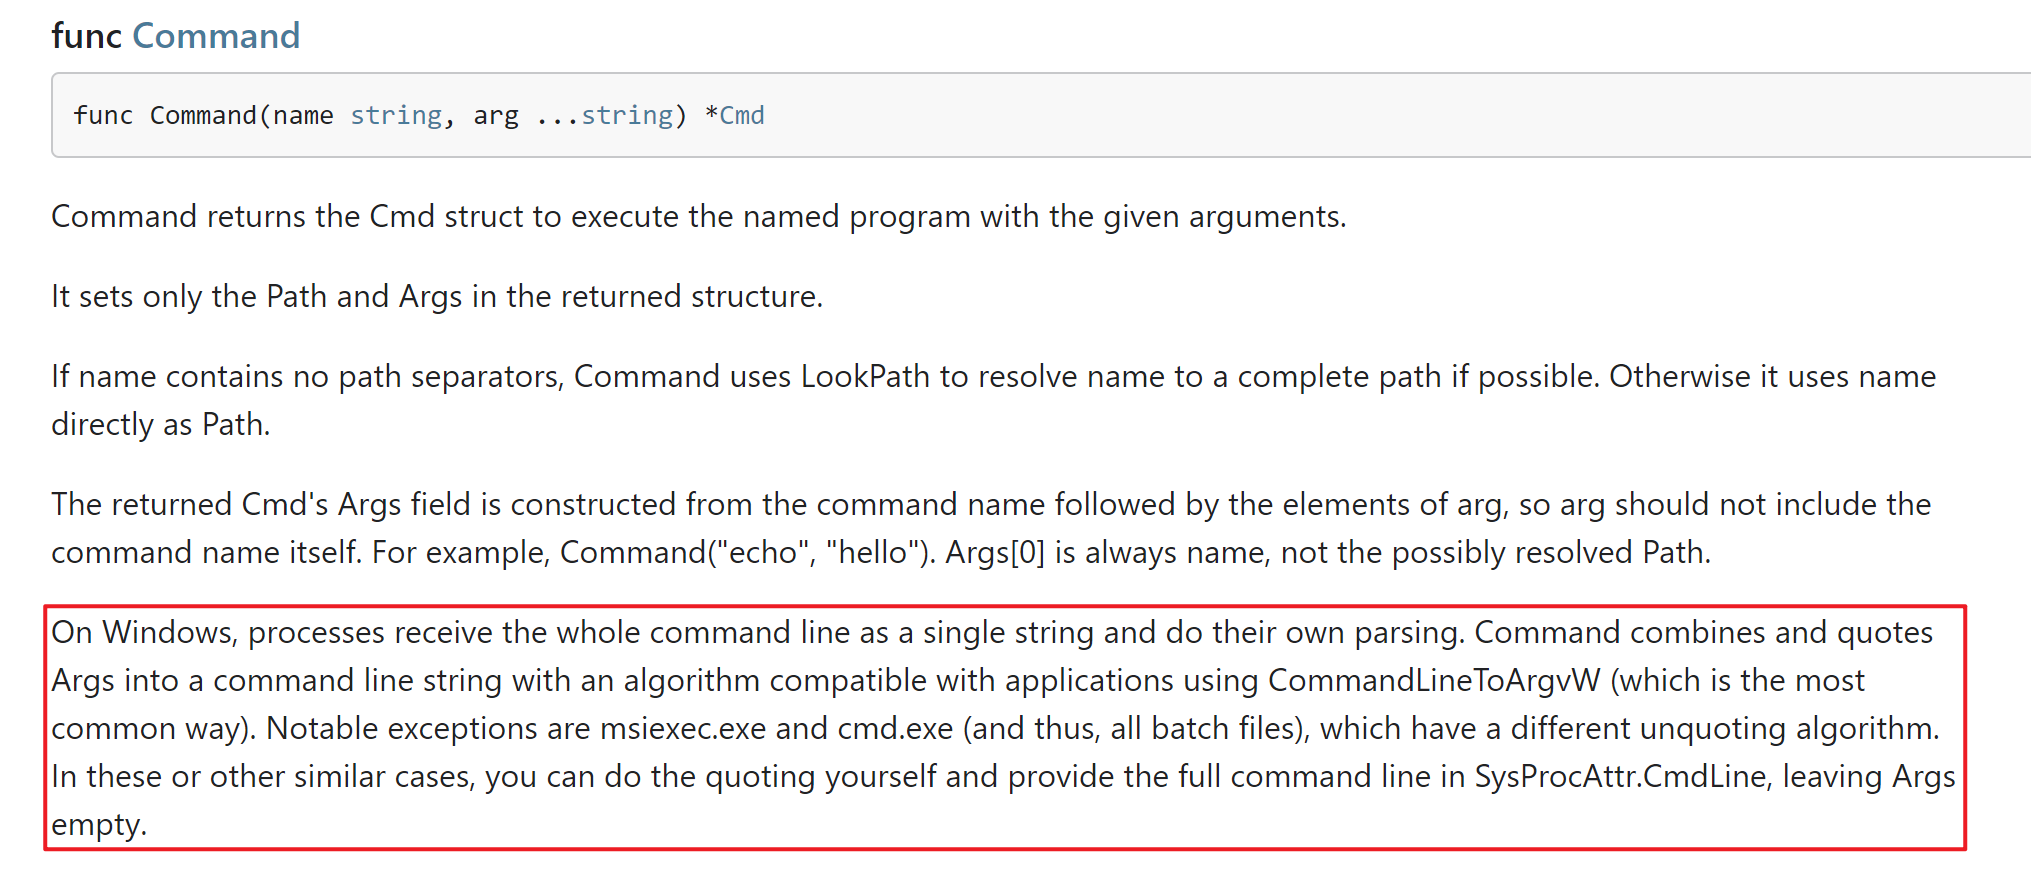 func Command
func Command(name string, arg ...string) *Cmd
Command returns the Cmd struct to execute the named program with the given arguments.
It sets only the Path and Args in the returned structure.
If name contains no path separators, Command uses LookPath to resolve name to a complete path if possible. Otherwise it uses name
directly as Path.
The returned Cmd's Args field is constructed from the command name followed by the elements of arg, so arg should not include the
command name itself. For example, Command("echo", "hello"). Args[0] is always name, not the possibly resolved Path.
On Windows, processes receive the whole command line as a single string and do their own parsing. Command combines and quotes
Args into a command line string with an algorithm compatible with applications using CommandLineToArgvW (which is the most
common way). Notable exceptions are msiexec.exe and cmd.exe (and thus, all batch files), which have a different unquoting algorithm.
In these or other similar cases, you can do the quoting yourself and provide the full command line in SysProcAttr.CmdLine, leaving Args
empty.